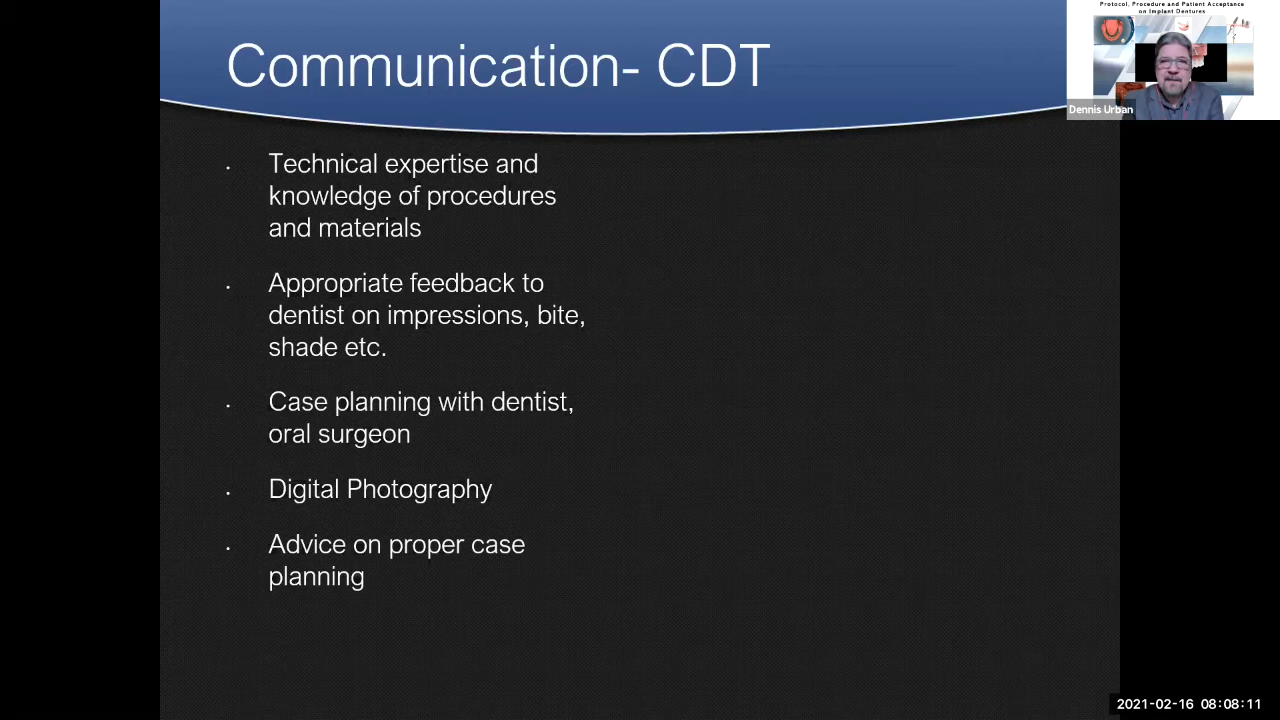 Communication- CDT
Protocol, Procedure and Patient Acceptance
on Implant Dentures
Dennis Urban
. Technical expertise and
knowledge of procedures
and materials
. Appropriate feedback to
dentist on impressions, bite,
shade etc.
. Case planning with dentist,
oral surgeon
. Digital Photography
. Advice on proper case
planning
2021-02-16 08:08:11